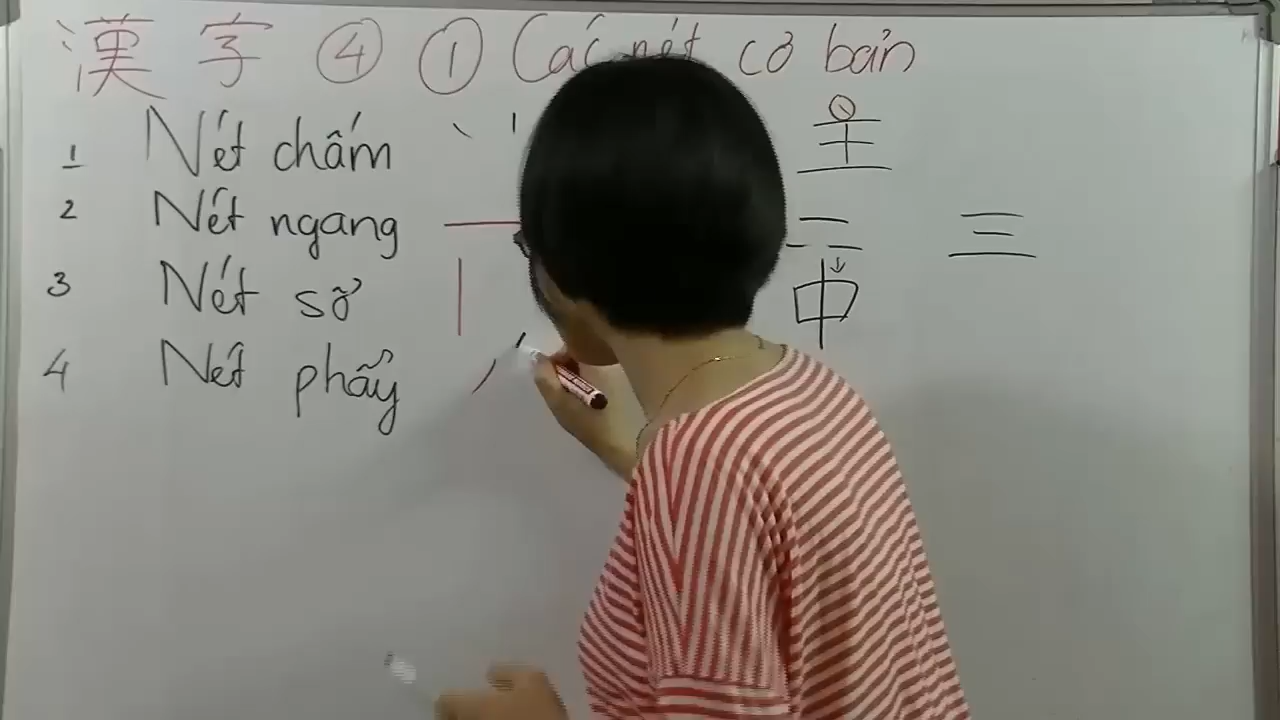 漢字 ④ ① Các nét cơ bản
1 Nét chấm 主
2 Nét ngang 三
3 Nét sổ 中
4 Nét phẩy